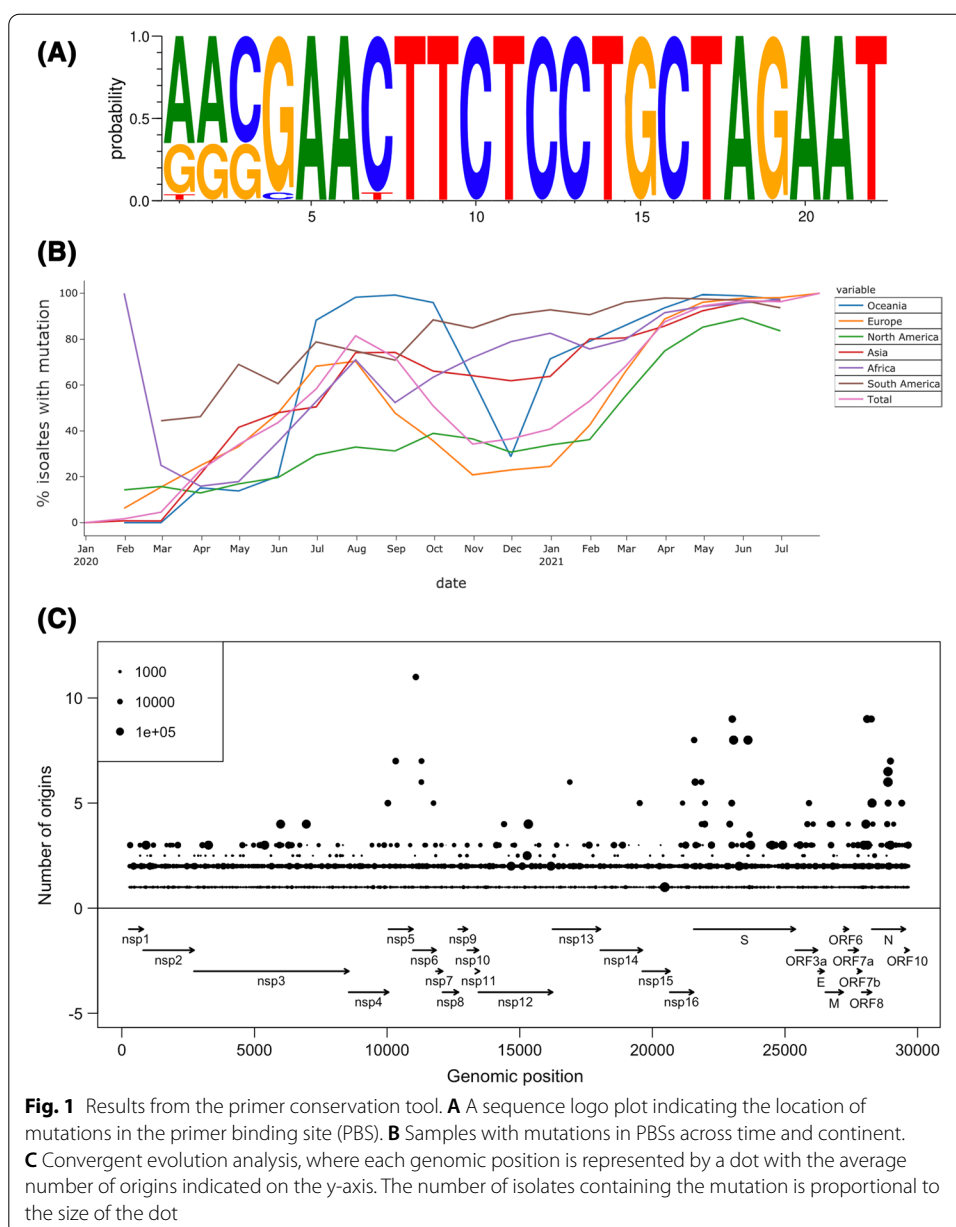 (A)
probability
1.0
0.5
0.0
A A C G A A C T T C T C C T G C T A G A A T
G G G C T
T
5 10 15 20
(B)
% isoaltes with mutation
100
80
60
40
20
0
Jan Feb Mar Apr May Jun Jul Aug Sep Oct Nov Dec Jan Feb Mar Apr May Jun Jul
2020 2021
date
variable
Oceania
Europe
North America
Asia
Africa
South America
Total
(C)
1000
10000
1e+05
Number of origins
10
5
0
-5
nsp1 nsp5 nsp9 nsp13 S ORF6 N
nsp2 nsp6 nsp10 nsp14 ORF3a ORF7a ORF10
nsp3 nsp7 nsp11 nsp15 E ORF7b
nsp4 nsp8 nsp12 nsp16 M ORF8
0 5000 10000 15000 20000 25000 30000
Genomic position
Fig. 1 Results from the primer conservation tool. A A sequence logo plot indicating the location of
mutations in the primer binding site (PBS). B Samples with mutations in PBSs across time and continent.
C Convergent evolution analysis, where each genomic position is represented by a dot with the average
number of origins indicated on the y-axis. The number of isolates containing the mutation is proportional to
the size of the dot